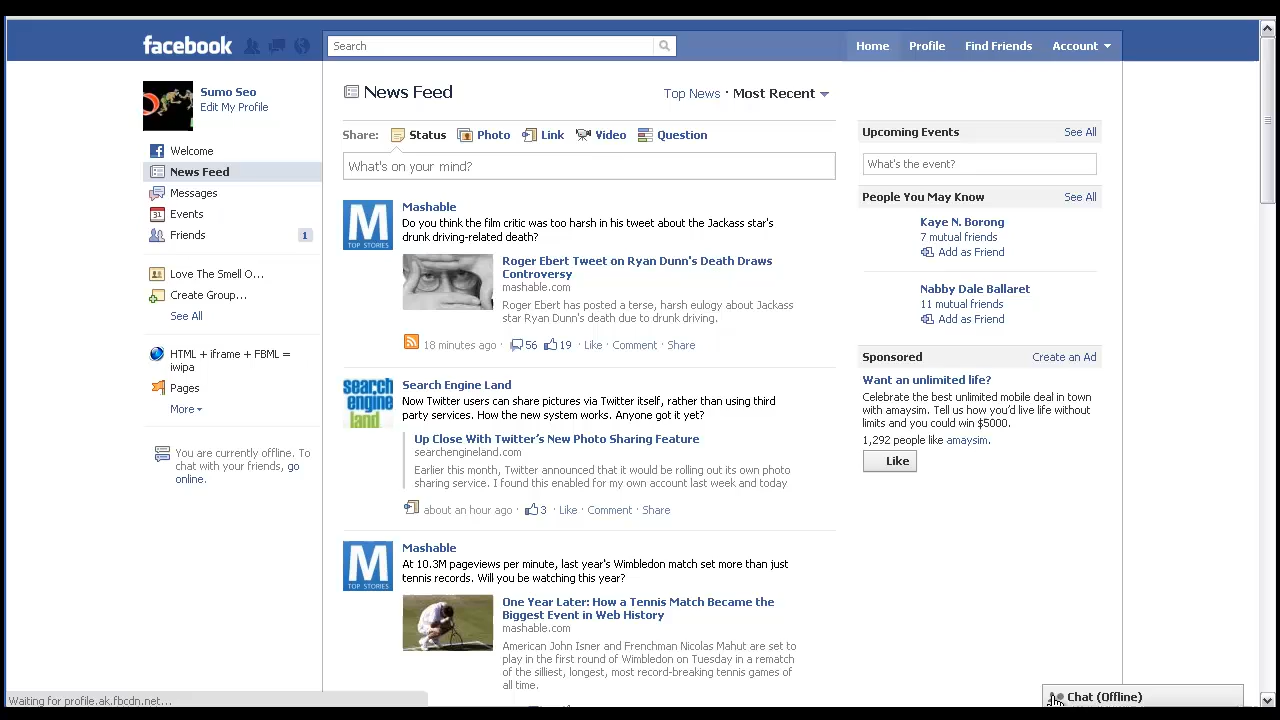 facebook
Search
Home
Profile
Find Friends
Account
Sumo Seo
Edit My Profile
Welcome
News Feed
Messages
31
Events
Friends
1
Love The Smell O...
Create Group...
See All
HTML + iframe + FBML =
iwipa
Pages
More
You are currently offline. To
chat with your friends, go
online.
News Feed
Top News · Most Recent
Share:
Status
Photo
Link
Video
Question
What's on your mind?
M
TOP STORIES
Mashable
Do you think the film critic was too harsh in his tweet about the Jackass star's
drunk driving-related death?
Roger Ebert Tweet on Ryan Dunn's Death Draws
Controversy
mashable.com
Roger Ebert has posted a terse, harsh eulogy about Jackass
star Ryan Dunn's death due to drunk driving.
18 minutes ago · 56 19 · Like · Comment · Share
search
engine
land
Search Engine Land
Now Twitter users can share pictures via Twitter itself, rather than using third
party services. How the new system works. Anyone got it yet?
Up Close With Twitter’s New Photo Sharing Feature
searchengineland.com
Earlier this month, Twitter announced that it would be rolling out its own photo
sharing service. I found this enabled for my own account last week and today
about an hour ago · 3 · Like · Comment · Share
M
TOP STORIES
Mashable
At 10.3M pageviews per minute, last year's Wimbledon match set more than just
tennis records. Will you be watching this year?
One Year Later: How a Tennis Match Became the
Biggest Event in Web History
mashable.com
American John Isner and Frenchman Nicolas Mahut are set to
play in the first round of Wimbledon on Tuesday in a rematch
of the silliest, longest, most record-breaking tennis games of
all time.
Upcoming Events
See All
What's the event?
People You May Know
See All
Kaye N. Borong
7 mutual friends
Add as Friend
Nabby Dale Ballaret
11 mutual friends
Add as Friend
Sponsored
Create an Ad
Want an unlimited life?
Celebrate the best unlimited mobile deal in town
with amaysim. Tell us how you’d live life without
limits and you could win $5000.
1,292 people like amaysim.
Like
Waiting for profile.ak.fbcdn.net...
Chat (Offline)